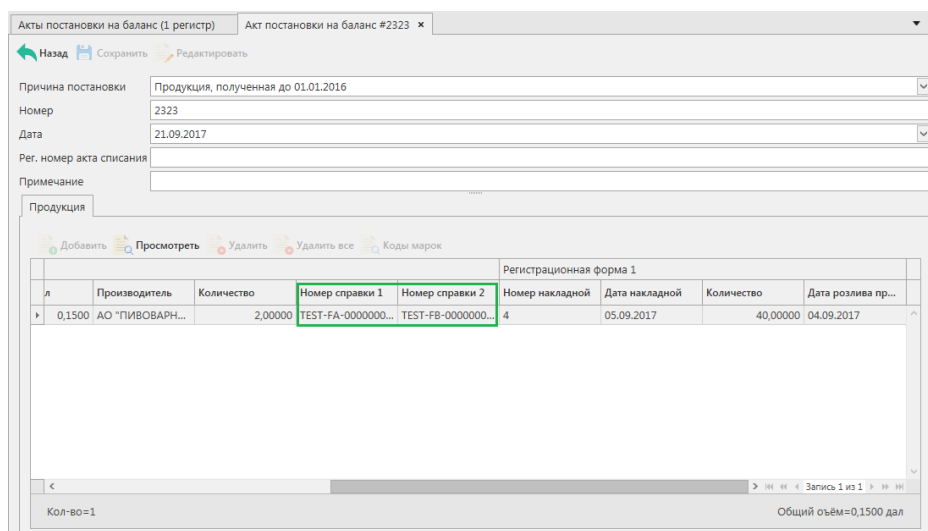 Акты постановки на баланс (1 регистр) Акт постановки на баланс #2323 ×
Назад Сохранить Редактировать
Причина постановки Продукция, полученная до 01.01.2016
Номер 2323
Дата 21.09.2017
Рег. номер акта списания
Примечание
Продукция
Добавить Просмотреть Удалить Удалить все Коды марок
Регистрационная форма 1
л Производитель Количество Номер справки 1 Номер справки 2 Номер накладной Дата накладной Количество Дата розлива пр...
0,1500 АО "ПИВОВАРН... 2,00000 TEST-FA-0000000... TEST-FB-0000000... 4 05.09.2017 40,00000 04.09.2017
Запись 1 из 1
Кол-во=1 Общий оъём=0,1500 дал